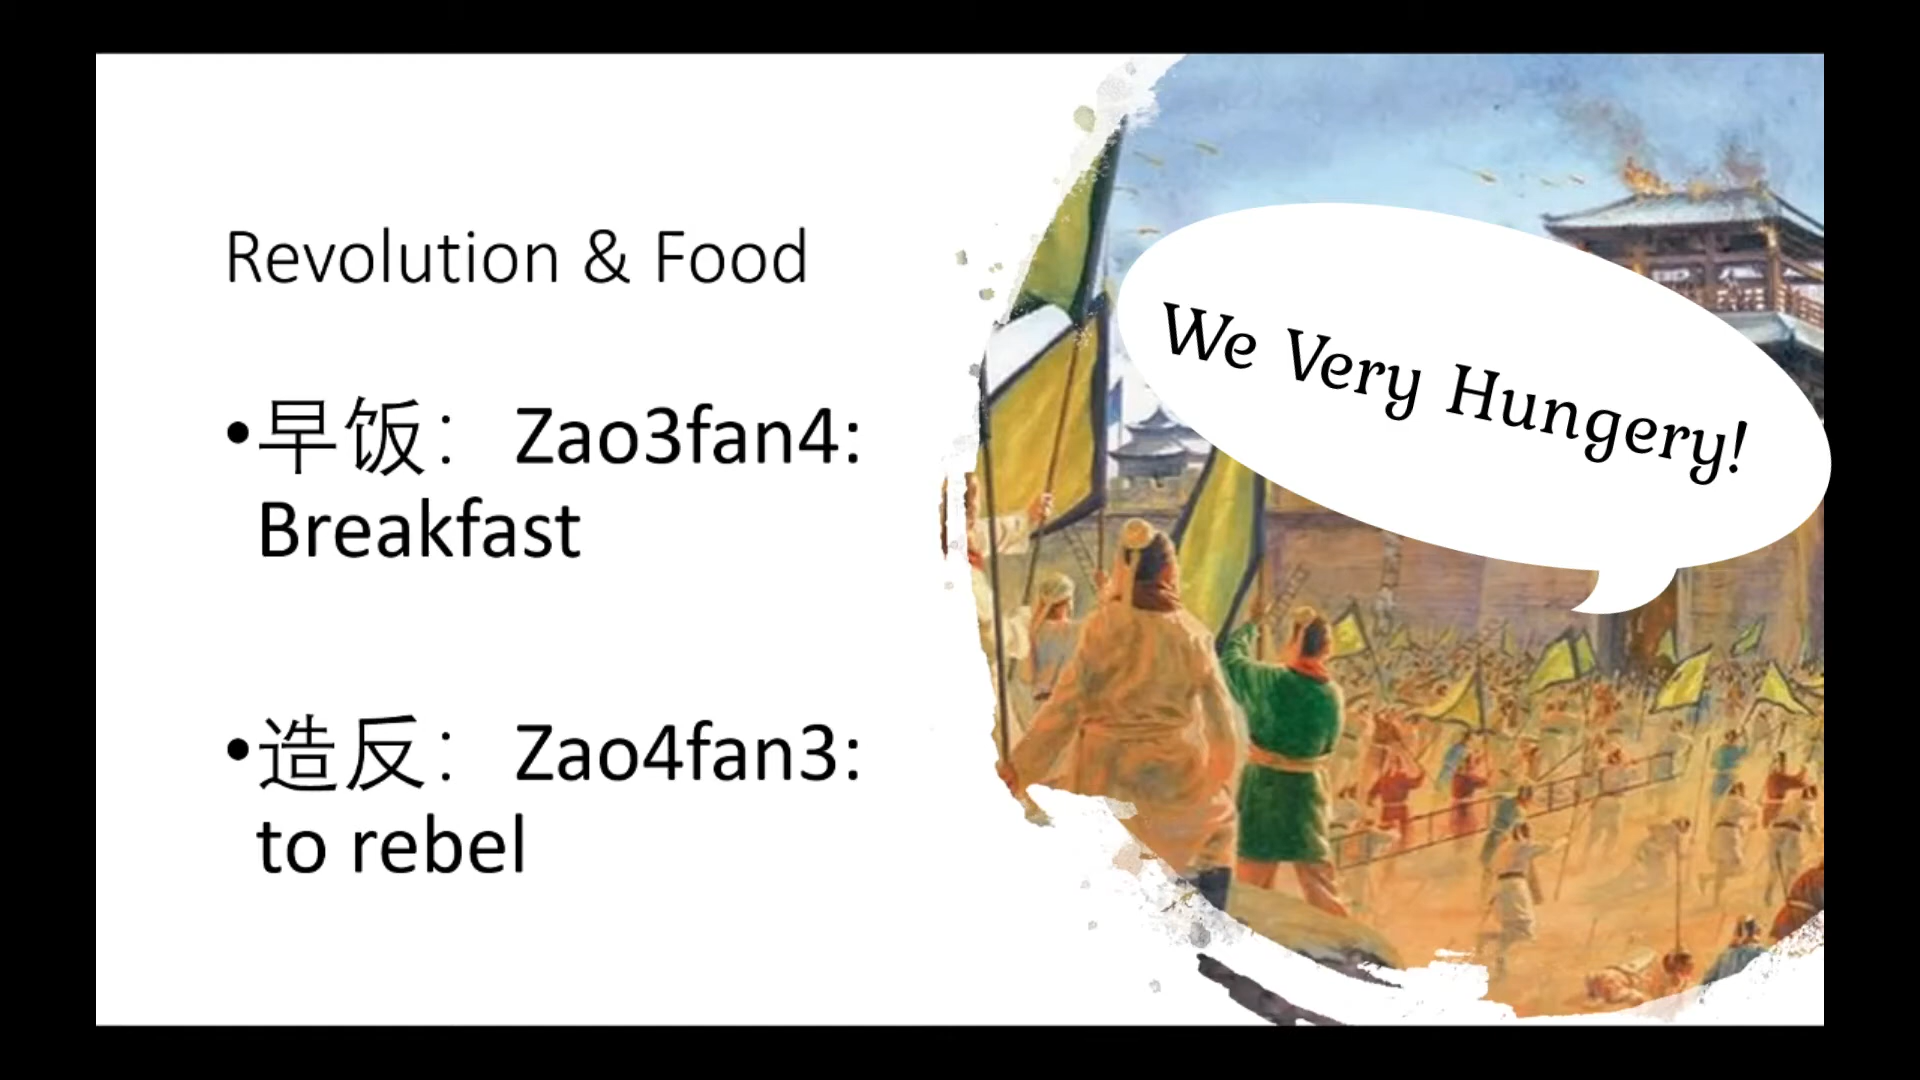 Revolution & Food
•早饭： Zao3fan4:
Breakfast
•造反： Zao4fan3:
to rebel
We Very Hungery!